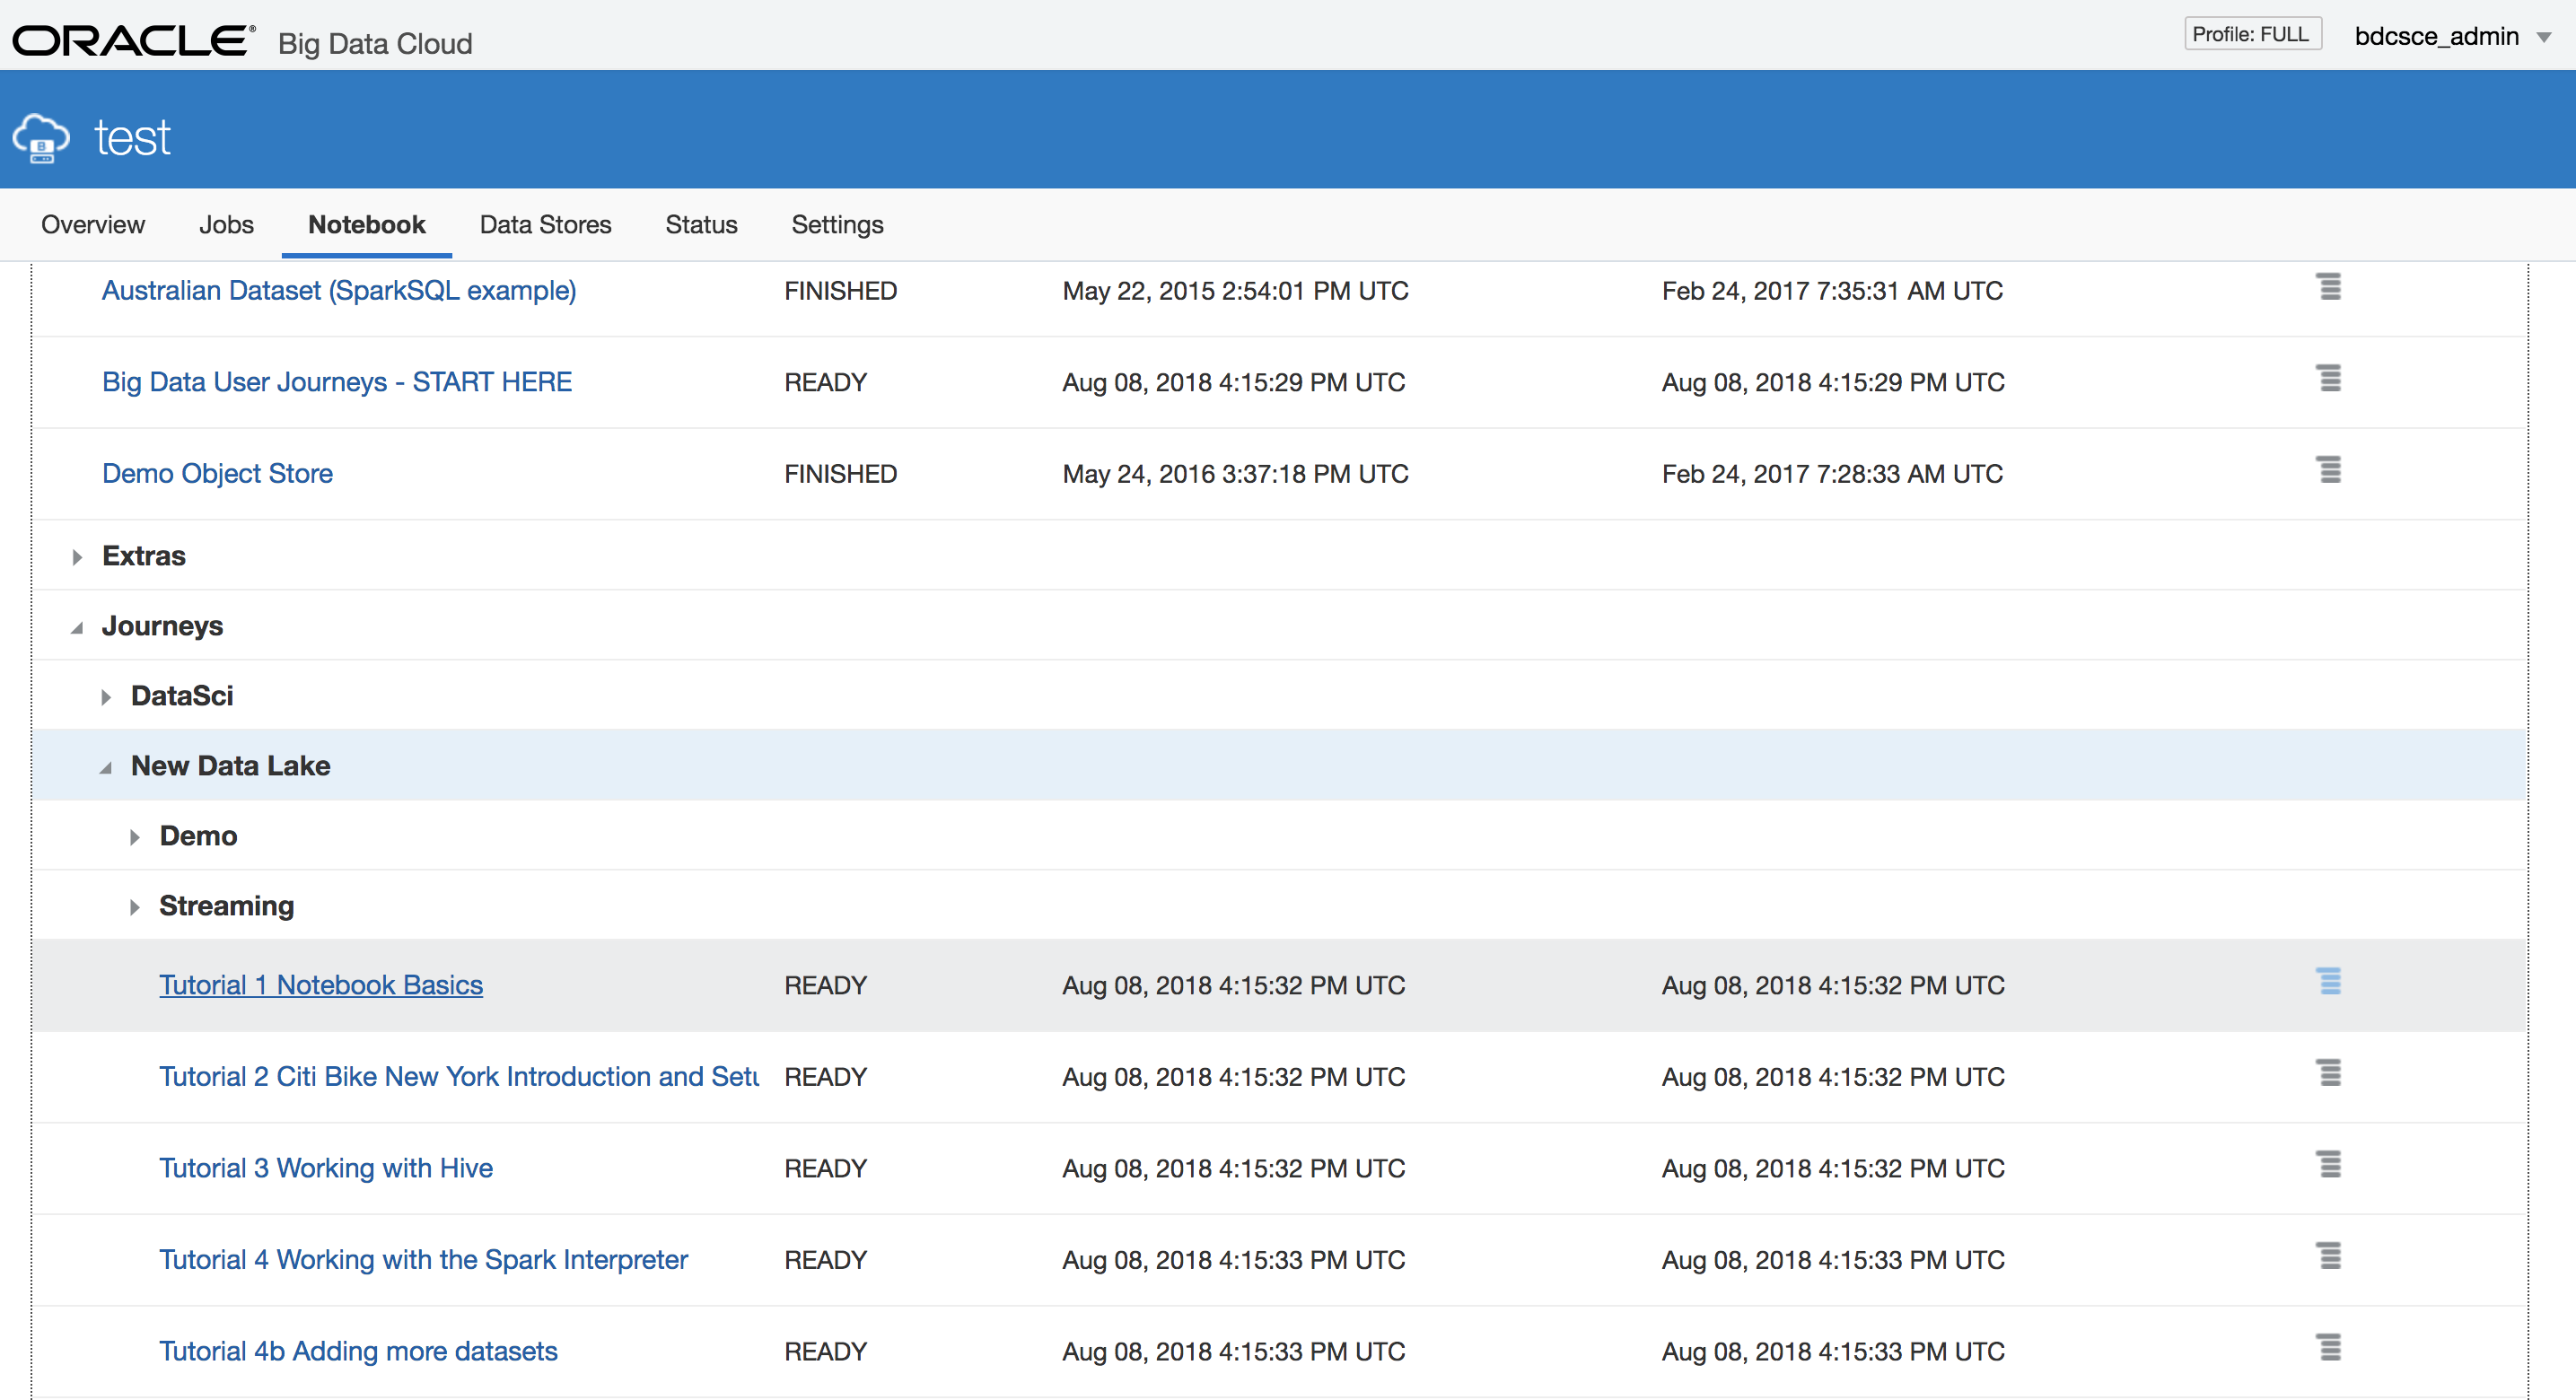 ORACLE® Big Data Cloud Profile: FULL bdcsce_admin
test
Overview Jobs Notebook Data Stores Status Settings
Australian Dataset (SparkSQL example) FINISHED May 22, 2015 2:54:01 PM UTC Feb 24, 2017 7:35:31 AM UTC
Big Data User Journeys - START HERE READY Aug 08, 2018 4:15:29 PM UTC Aug 08, 2018 4:15:29 PM UTC
Demo Object Store FINISHED May 24, 2016 3:37:18 PM UTC Feb 24, 2017 7:28:33 AM UTC
Extras
Journeys
DataSci
New Data Lake
Demo
Streaming
Tutorial 1 Notebook Basics READY Aug 08, 2018 4:15:32 PM UTC Aug 08, 2018 4:15:32 PM UTC
Tutorial 2 Citi Bike New York Introduction and Setu READY Aug 08, 2018 4:15:32 PM UTC Aug 08, 2018 4:15:32 PM UTC
Tutorial 3 Working with Hive READY Aug 08, 2018 4:15:32 PM UTC Aug 08, 2018 4:15:32 PM UTC
Tutorial 4 Working with the Spark Interpreter READY Aug 08, 2018 4:15:33 PM UTC Aug 08, 2018 4:15:33 PM UTC
Tutorial 4b Adding more datasets READY Aug 08, 2018 4:15:33 PM UTC Aug 08, 2018 4:15:33 PM UTC